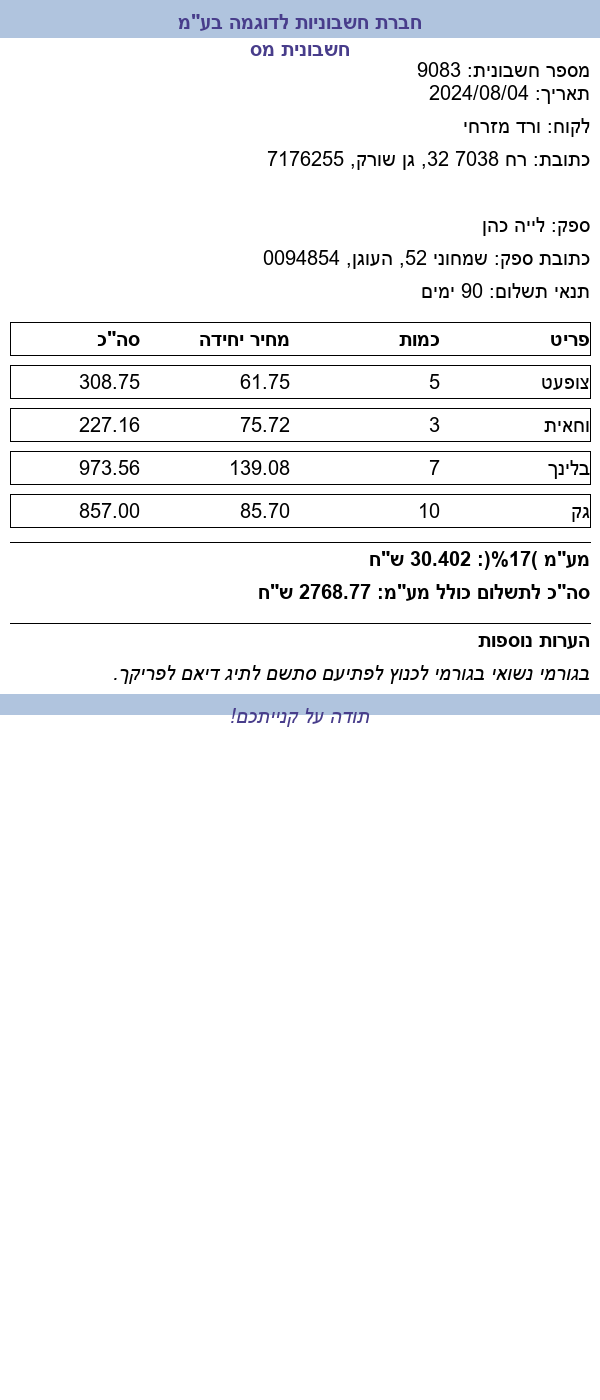 חברת חשבוניות לדוגמה בע"מ
חשבונית מס
מספר חשבונית: 9083
תאריך: 2024/08/04
לקוח: ורד מזרחי
כתובת: רח 7038 32, גן שורק, 7176255
ספק: לייה כהן
כתובת ספק: שמחוני 52, העוגן, 0094854
תנאי תשלום: 90 ימים
פריט כמות מחיר יחידה סה"כ
צופעט 5 61.75 308.75
וחאית 3 75.72 227.16
בלינך 7 139.08 973.56
גק 10 85.70 857.00
מע"מ )17%(: 30.402 ש"ח
סה"כ לתשלום כולל מע"מ: 2768.77 ש"ח
הערות נוספות
בגורמי נשואי בגורמי לכנוץ לפתיעם סתשם לתיג דיאם לפריקך.
תודה על קנייתכם!